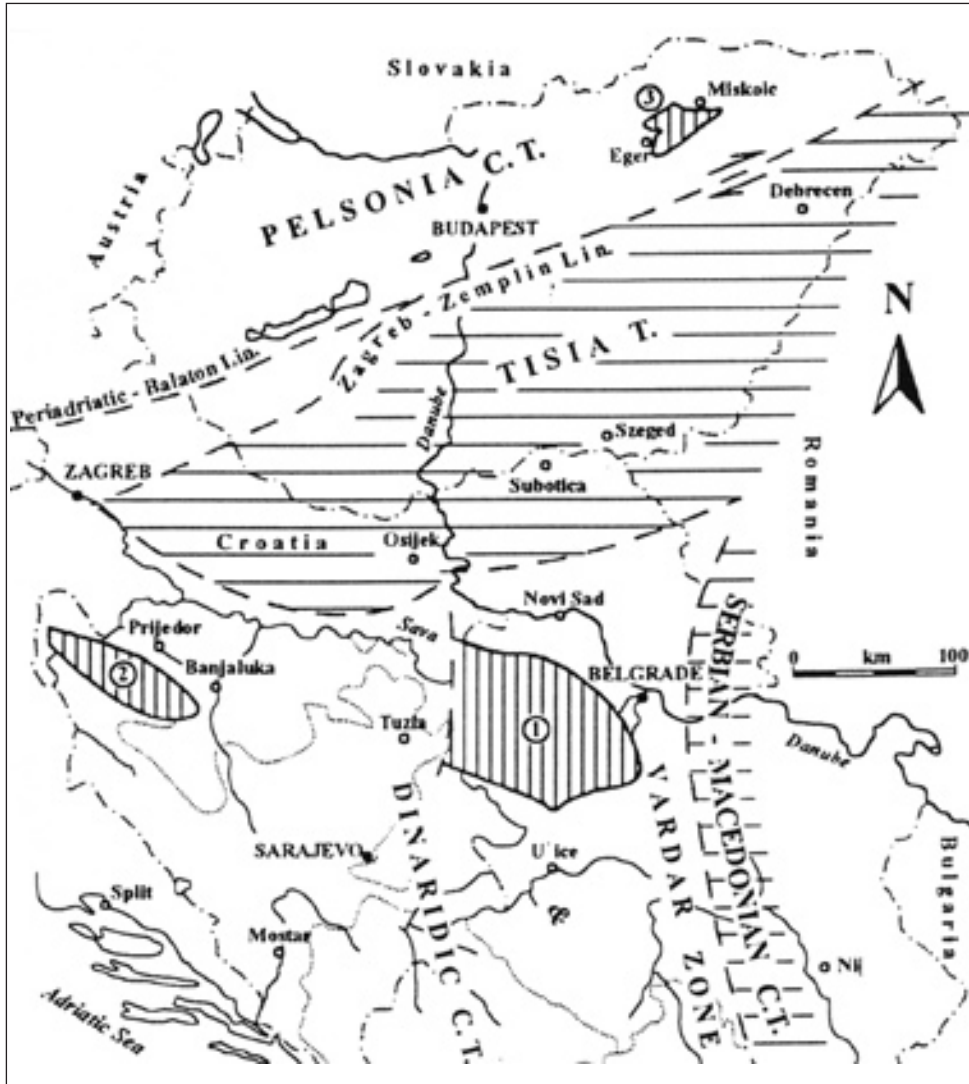 Slovakia
3
Miskolc
Eger
Austria
PELSONIA C.T.
Debrecen
BUDAPEST
N
Zagreb - Zemplin Lin.
TISIA T.
Periadriatic - Balaton Lin.
Danube
Szeged
Romania
ZAGREB
Subotica
Croatia
Osijek
Novi Sad
Sava
Prijedor
2
Banjaluka
BELGRADE
0 km 100
Tuzla
1
Danube
SERBIAN - MACEDONIAN C.T.
DINARIDIC C.T.
&
VARDAR ZONE
SARAJEVO
U ice
Bulgaria
Split
Mostar
Adriatic Sea